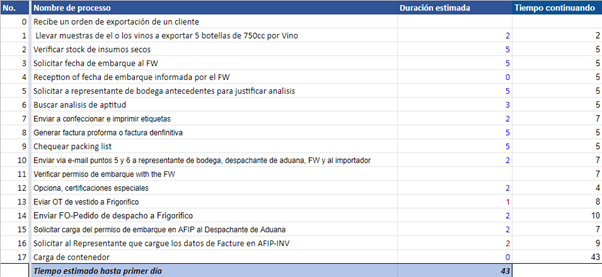 No. Nombre de proceso Duración estimada Tiempo continuando
0 Recibe un orden de exportación de un cliente
1 Llevar muestras de el o los vinos a exportar 5 botellas de 750cc por Vino 2 2
2 Verificar stock de insumos secos 5 5
3 Solicitar fecha de embarque al FW 5 5
4 Reception of fecha de embarque informada por el FW 0 5
5 Solicitar a representante de bodega antecedentes para justificar analisis 5 5
6 Buscar analisis de aptitud 3 5
7 Enviar a confeccionar e imprimir etiquetas 2 7
8 Generar factura proforma o factura denfinitiva 5 5
9 Chequear packing list 5 5
10 Enviar via e-mail puntos 5 y 6 a representante de bodega, despachante de aduana, FW y al importador 2 7
11 Verificar permiso de embarque with the FW 7
12 Opciona, certificaciones especiales 2 4
13 Eviar OT de vestido a Frigorifico 1 8
14 Enviar FO-Pedido de despacho a Frigorifico 2 10
15 Solicitar carga del permiso de embarque en AFIP al Despachante de Aduana 2 7
16 Solicitar al Representante que cargue los datos de Facture en AFIP-INV 2 9
17 Carga de contenedor 0 43
Tiempo estimado hasta primer día 43